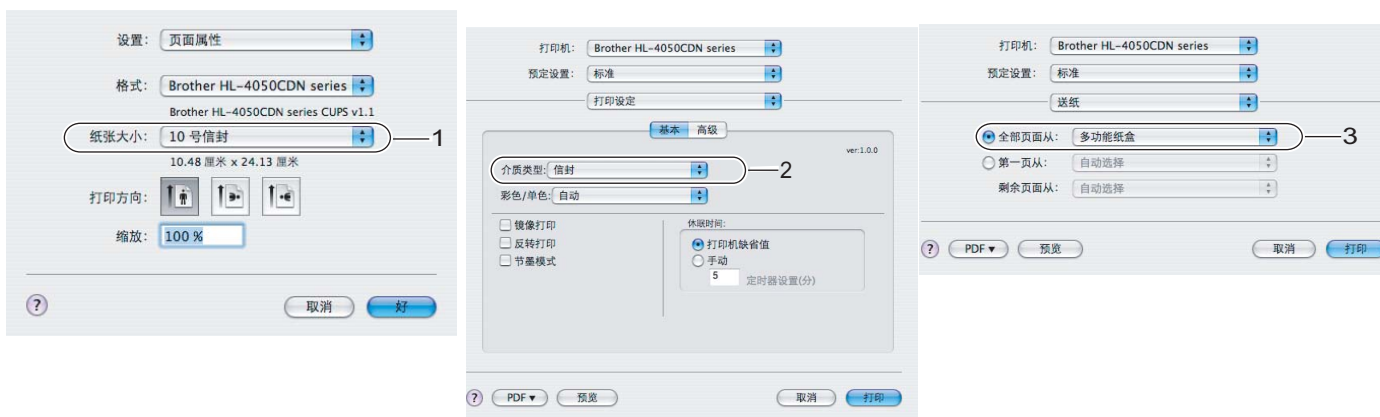 设置: 页面属性
格式: Brother HL-4050CDN series
Brother HL-4050CDN series CUPS v1.1
纸张大小: 10 号信封
1
10.48 厘米 x 24.13 厘米
打印方向:
缩放: 100 %
?
取消
好
打印机: Brother HL-4050CDN series
预定设置: 标准
打印设定
基本 高级
ver:1.0.0
介质类型: 信封
2
彩色/单色: 自动
镜像打印
反转打印
节墨模式
休眠时间:
打印机缺省值
手动
5 定时器设置(分)
?
PDF▼
预览
取消
打印
打印机: Brother HL-4050CDN series
预定设置: 标准
送纸
全部页面从: 多功能纸盒
3
第一页从: 自动选择
剩余页面从: 自动选择
?
PDF▼
预览
取消
打印